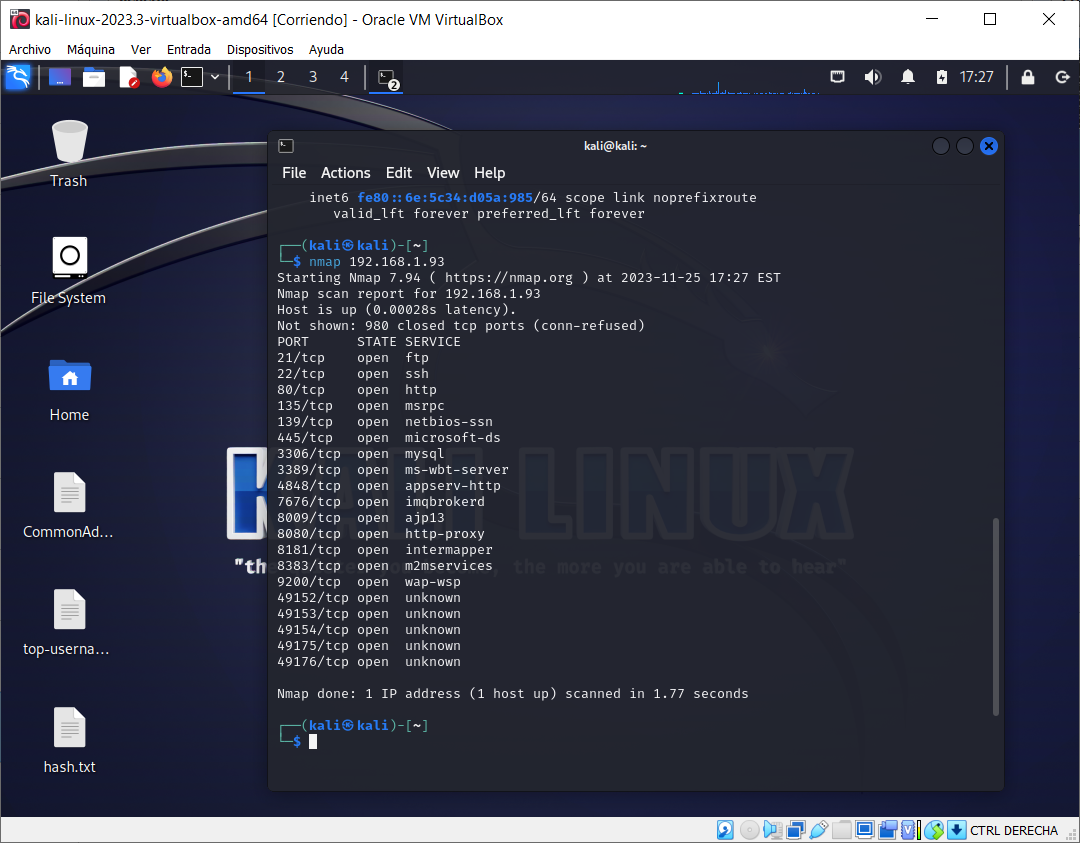 kali-linux-2023.3-virtualbox-amd64 [Corriendo] - Oracle VM VirtualBox
Archivo Máquina Ver Entrada Dispositivos Ayuda
1 2 3 4 2 17:27
Trash
File System
Home
CommonAd...
top-userna...
hash.txt
kali@kali: ~
File Actions Edit View Help
inet6 fe80::6e:5c34:d05a:985/64 scope link noprefixroute
valid_lft forever preferred_lft forever
┌──(kali㉿kali)-[~]
└─$ nmap 192.168.1.93
Starting Nmap 7.94 ( https://nmap.org ) at 2023-11-25 17:27 EST
Nmap scan report for 192.168.1.93
Host is up (0.00028s latency).
Not shown: 980 closed tcp ports (conn-refused)
PORT STATE SERVICE
21/tcp open ftp
22/tcp open ssh
80/tcp open http
135/tcp open msrpc
139/tcp open netbios-ssn
445/tcp open microsoft-ds
3306/tcp open mysql
3389/tcp open ms-wbt-server
4848/tcp open appserv-http
7676/tcp open imqbrokerd
8009/tcp open ajp13
8080/tcp open http-proxy
8181/tcp open intermapper
8383/tcp open m2mservices
9200/tcp open wap-wsp
49152/tcp open unknown
49153/tcp open unknown
49154/tcp open unknown
49175/tcp open unknown
49176/tcp open unknown
Nmap done: 1 IP address (1 host up) scanned in 1.77 seconds
┌──(kali㉿kali)-[~]
└─$
KALI LINUX
the more you are able to hear"
CTRL DERECHA